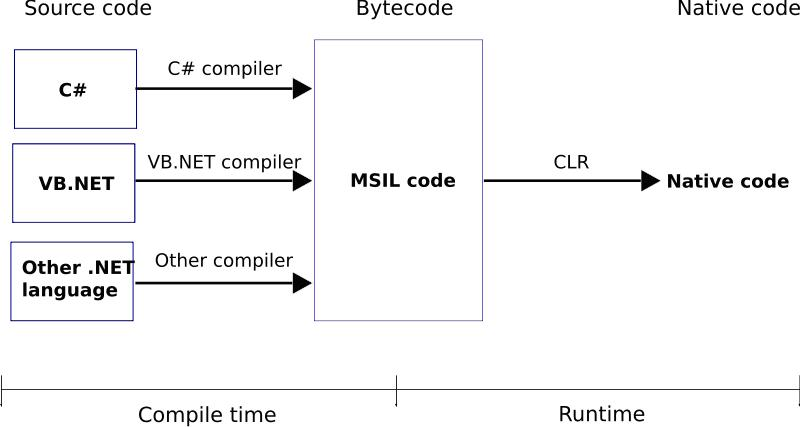 Source code
Bytecode
Native code
C#
C# compiler
VB.NET
VB.NET compiler
MSIL code
CLR
Native code
Other .NET
language
Other compiler
Compile time
Runtime